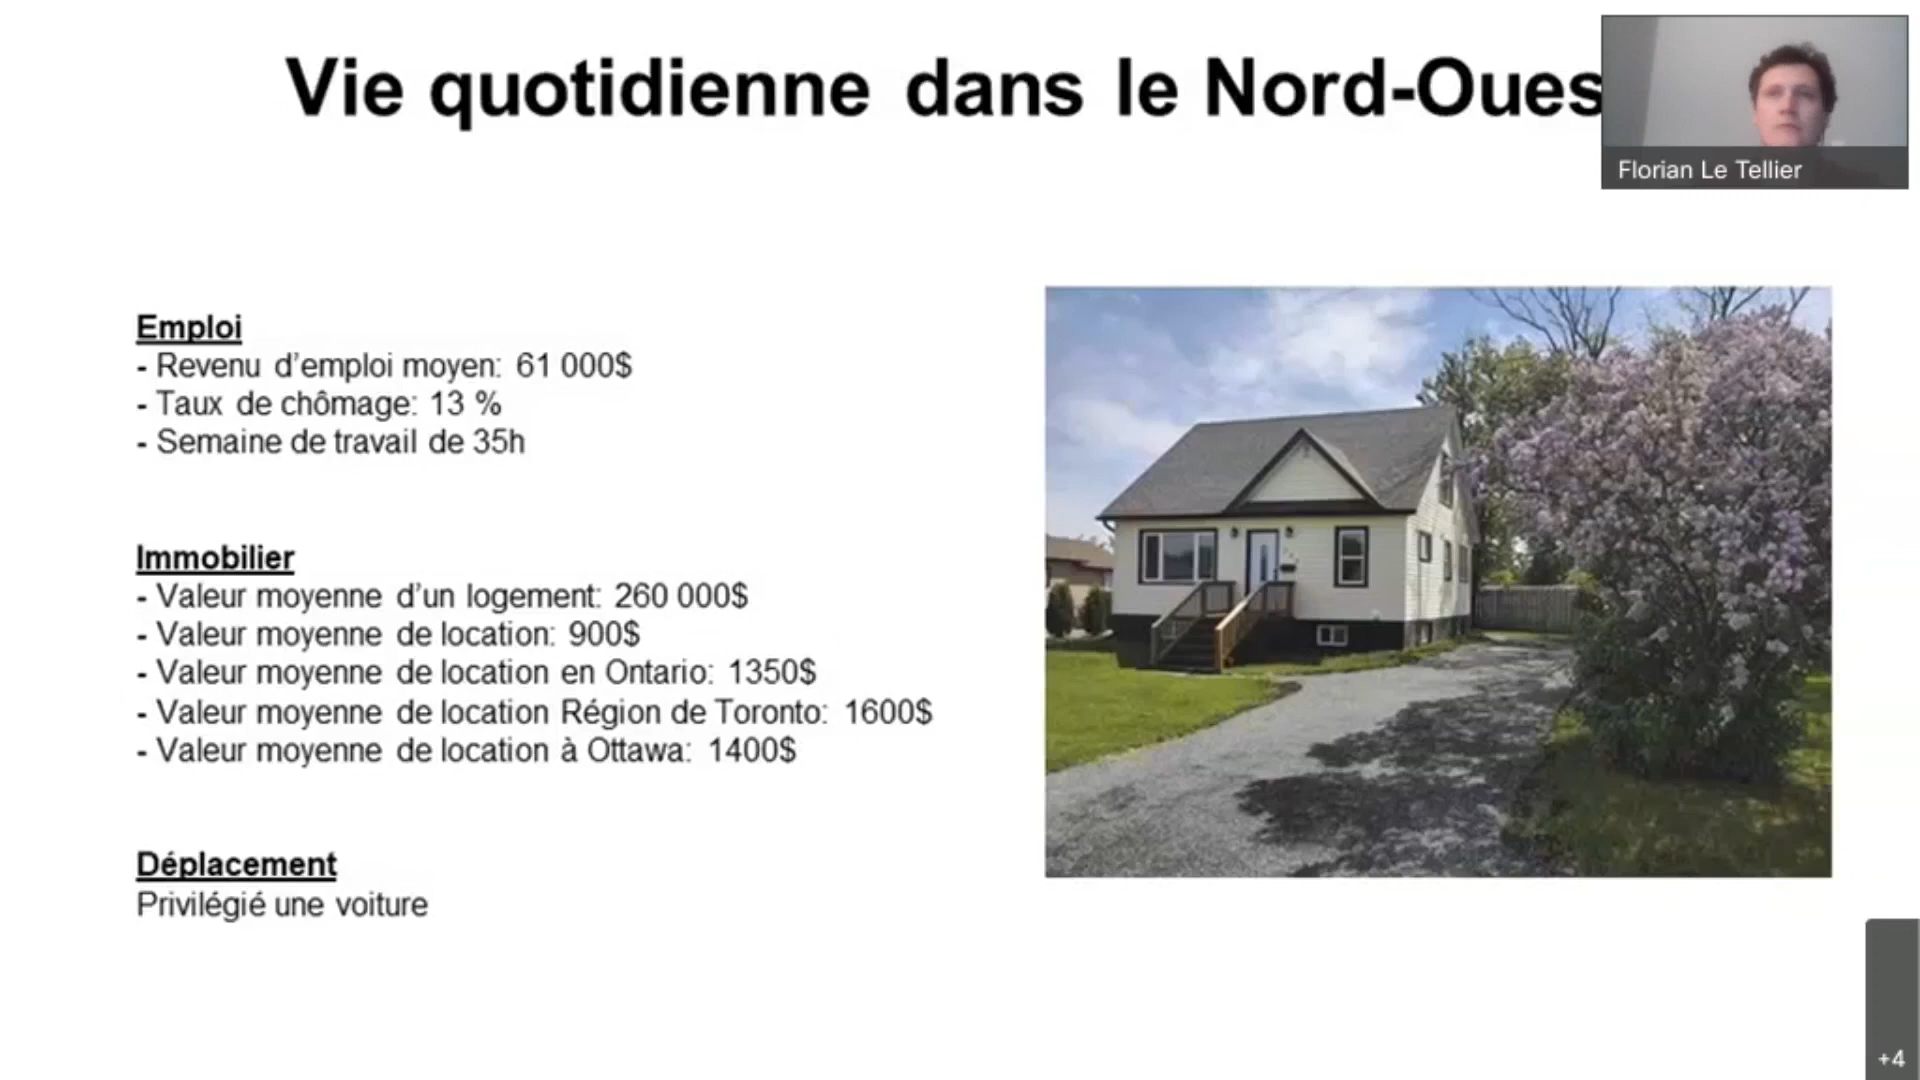 Vie quotidienne dans le Nord-Oues
Florian Le Tellier
Emploi
- Revenu d’emploi moyen: 61 000$
- Taux de chômage: 13 %
- Semaine de travail de 35h
Immobilier
- Valeur moyenne d’un logement: 260 000$
- Valeur moyenne de location: 900$
- Valeur moyenne de location en Ontario: 1350$
- Valeur moyenne de location Région de Toronto: 1600$
- Valeur moyenne de location à Ottawa: 1400$
Déplacement
Privilégié une voiture
+4